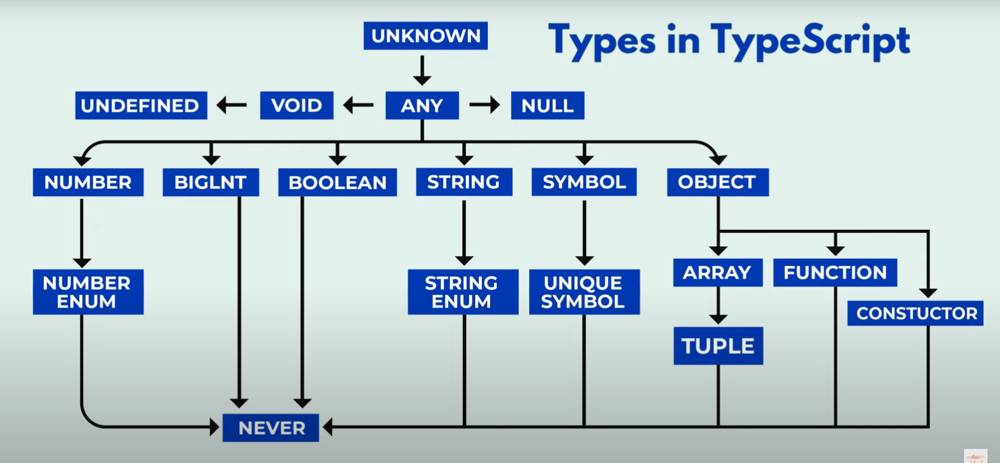 UNKNOWN
Types in TypeScript
UNDEFINED
VOID
ANY
NULL
NUMBER
BIGLNT
BOOLEAN
STRING
SYMBOL
OBJECT
NUMBER
ENUM
STRING
ENUM
UNIQUE
SYMBOL
ARRAY
FUNCTION
CONSTUCTOR
TUPLE
NEVER